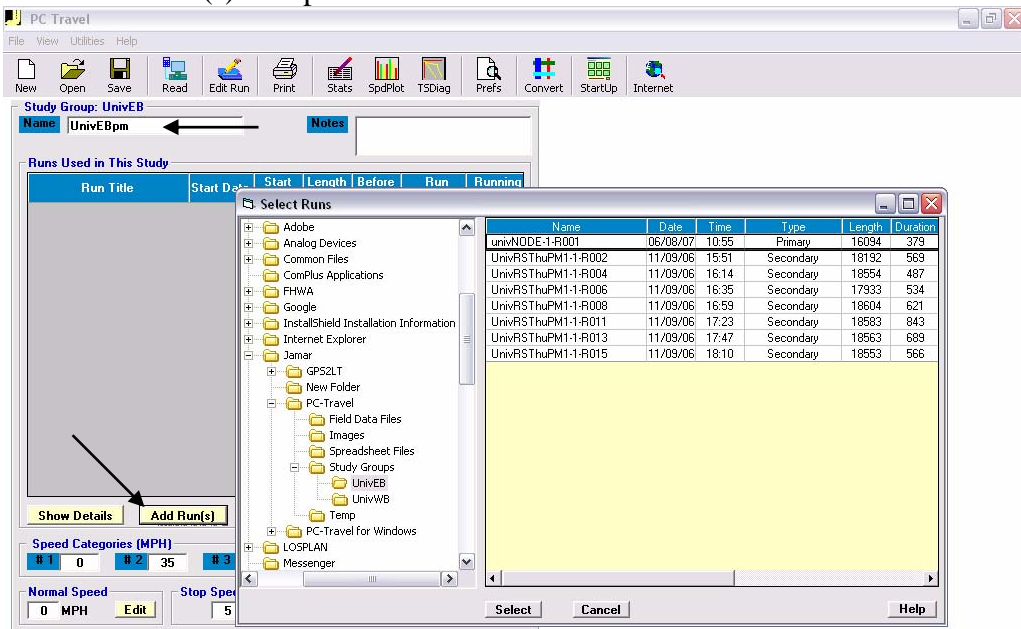 PC Travel
File View Utilities Help
New Open Save Read Edit Run Print Stats SpdPlot TSDiag Prefs Convert StartUp Internet
Study Group: UnivEB
Name UnivEBpm Notes
Runs Used in This Study
Run Title Start Date Start Length Before Run Running
Select Runs
Adobe
Analog Devices
Common Files
ComPlus Applications
FHWA
Google
InstallShield Installation Information
Internet Explorer
Jamar
GPS2LT
New Folder
PC-Travel
Field Data Files
Images
Spreadsheet Files
Study Groups
UnivEB
UnivWB
Temp
PC-Travel for Windows
LOSPLAN
Messenger
Name Date Time Type Length Duration
univNODE-1-R001 06/08/07 10:55 Primary 16094 379
UnivRSThuPM1-1-R002 11/09/06 15:51 Secondary 18192 569
UnivRSThuPM1-1-R004 11/09/06 16:14 Secondary 18554 487
UnivRSThuPM1-1-R006 11/09/06 16:35 Secondary 17933 534
UnivRSThuPM1-1-R008 11/09/06 16:59 Secondary 18604 621
UnivRSThuPM1-1-R011 11/09/06 17:23 Secondary 18583 843
UnivRSThuPM1-1-R013 11/09/06 17:47 Secondary 18563 689
UnivRSThuPM1-1-R015 11/09/06 18:10 Secondary 18553 566
Select Cancel Help
Show Details Add Run(s)
Speed Categories (MPH)
# 1 0 # 2 35 # 3
Normal Speed Stop Spee
0 MPH Edit 5